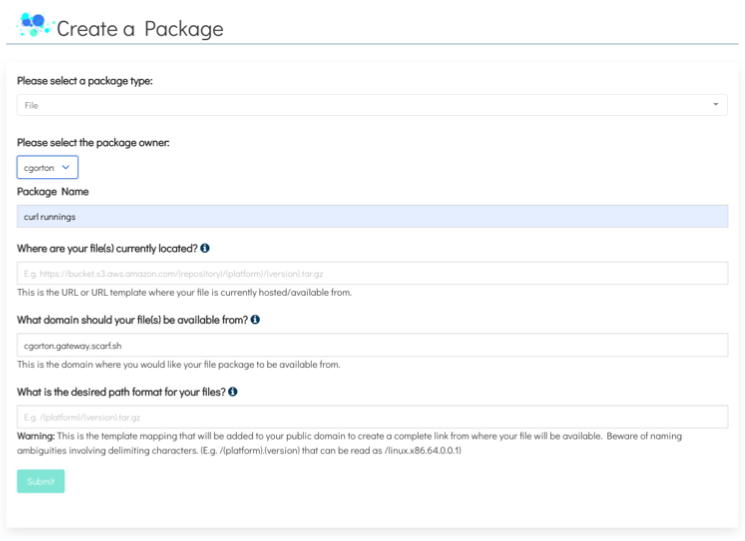 Create a Package
Please select a package type:
File
Please select the package owner:
cgorton
Package Name
curl runnings
Where are your file(s) currently located?
E.g. https://bucket.s3.aws.amazon.com/{repository}/{platform}/{version}.tar.gz
This is the URL or URL template where your file is currently hosted/available from.
What domain should your file(s) be available from?
cgorton.gateway.scarf.sh
This is the domain where you would like your file package to be available from.
What is the desired path format for your files?
E.g. /{platform}/{version}.tar.gz
Warning: This is the template mapping that will be added to your public domain to create a complete link from where your file will be available. Beware of naming
ambiguities involving delimiting characters. (E.g. /{platform}.{version} that can be read as /linux.x86.64.0.0.1)
Submit